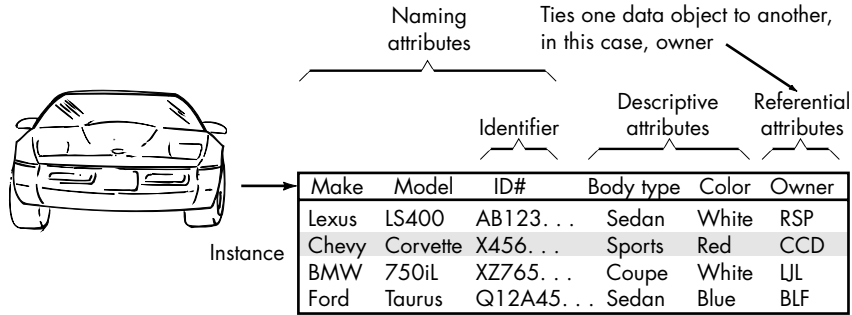 Naming
attributes
Ties one data object to another,
in this case, owner
Identifier
Descriptive
attributes
Referential
attributes
Make Model ID# Body type Color Owner
Lexus LS400 AB123. . . Sedan White RSP
Instance
Chevy Corvette X456. . . Sports Red CCD
BMW 750iL XZ765. . . Coupe White LJL
Ford Taurus Q12A45. . . Sedan Blue BLF